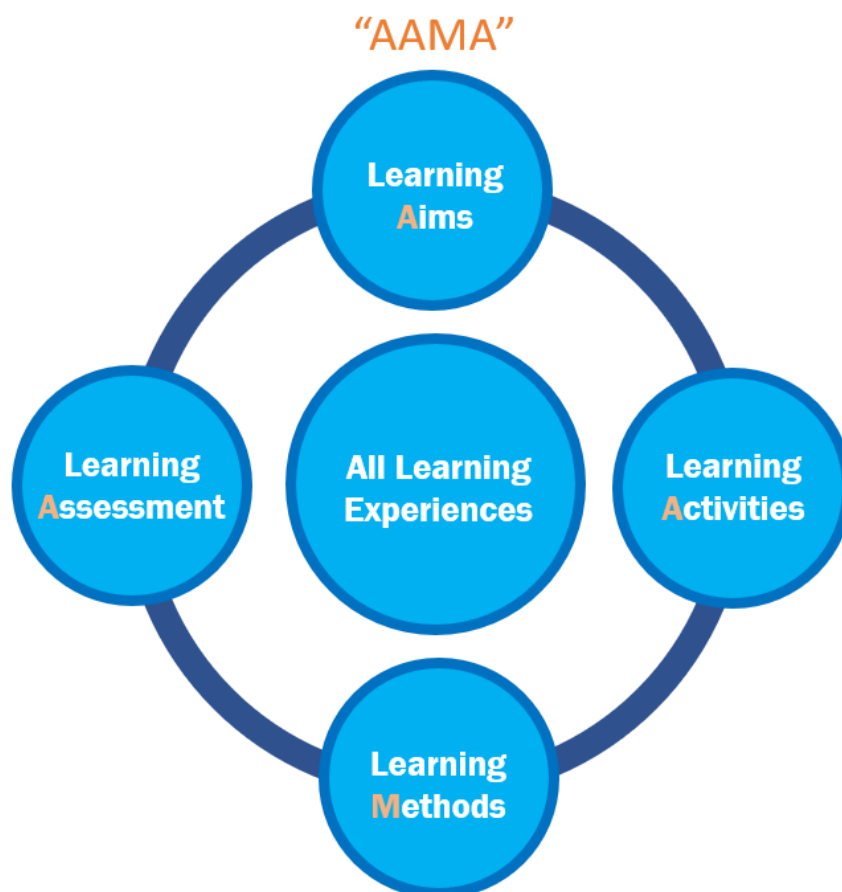 “AAMA”
Learning
Aims
Learning
Assessment
All Learning
Experiences
Learning
Activities
Learning
Methods